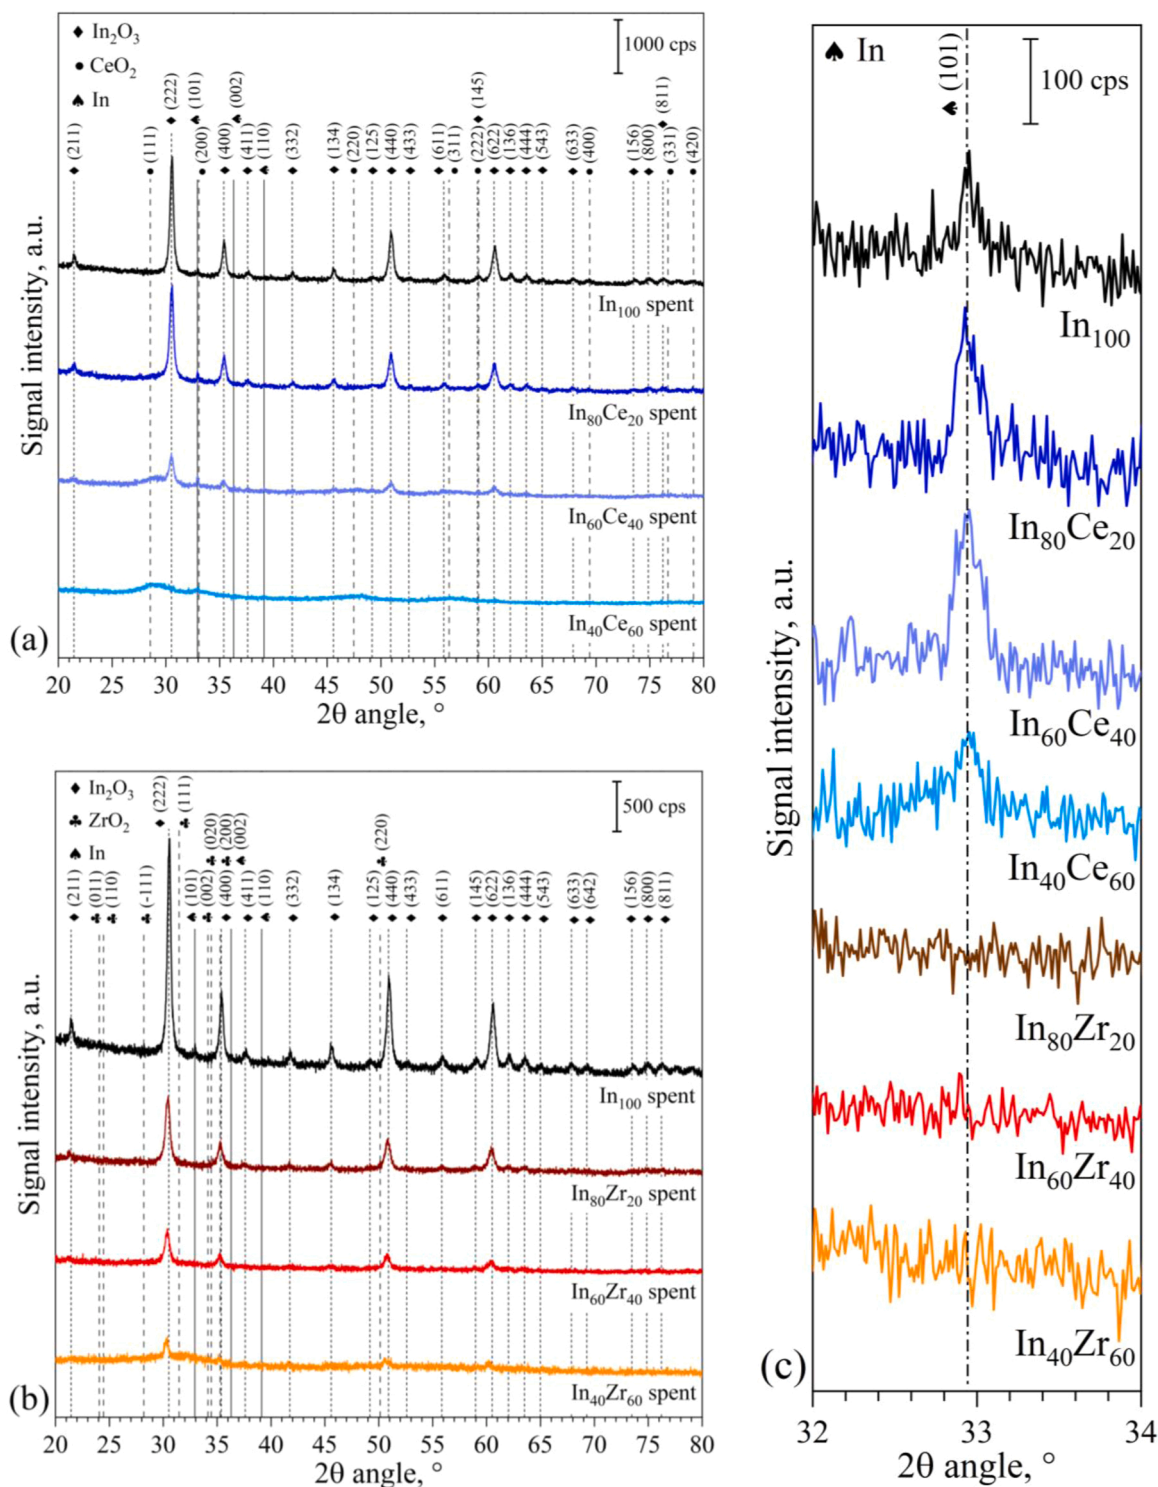 ♦ In₂O₃
● CeO₂
♠ In
1000 cps
(211)
(111)
(222)
(101)
(200)
(400)
(002)
(411)
(110)
(332)
(134)
(220)
(125)
(440)
(433)
(611)
(311)
(222)
(145)
(622)
(136)
(444)
(543)
(633)
(400)
(156)
(800)
(811)
(331)
(420)
In₁₀₀ spent
In₈₀Ce₂₀ spent
In₆₀Ce₄₀ spent
In₄₀Ce₆₀ spent
Signal intensity, a.u.
(a)
20 25 30 35 40 45 50 55 60 65 70 75 80
2θ angle, °
♦ In₂O₃
♣ ZrO₂
♠ In
500 cps
(211)
(011)
(110)
(-111)
(222)
(111)
(101)
(002)
(020)
(400)
(200)
(002)
(411)
(110)
(332)
(134)
(125)
(220)
(440)
(433)
(611)
(145)
(622)
(136)
(444)
(543)
(633)
(642)
(156)
(800)
(811)
In₁₀₀ spent
In₈₀Zr₂₀ spent
In₆₀Zr₄₀ spent
In₄₀Zr₆₀ spent
Signal intensity, a.u.
(b)
20 25 30 35 40 45 50 55 60 65 70 75 80
2θ angle, °
♠ In
♠ (101)
100 cps
In₁₀₀
In₈₀Ce₂₀
In₆₀Ce₄₀
In₄₀Ce₆₀
In₈₀Zr₂₀
In₆₀Zr₄₀
In₄₀Zr₆₀
Signal intensity, a.u.
(c)
32 33 34
2θ angle, °